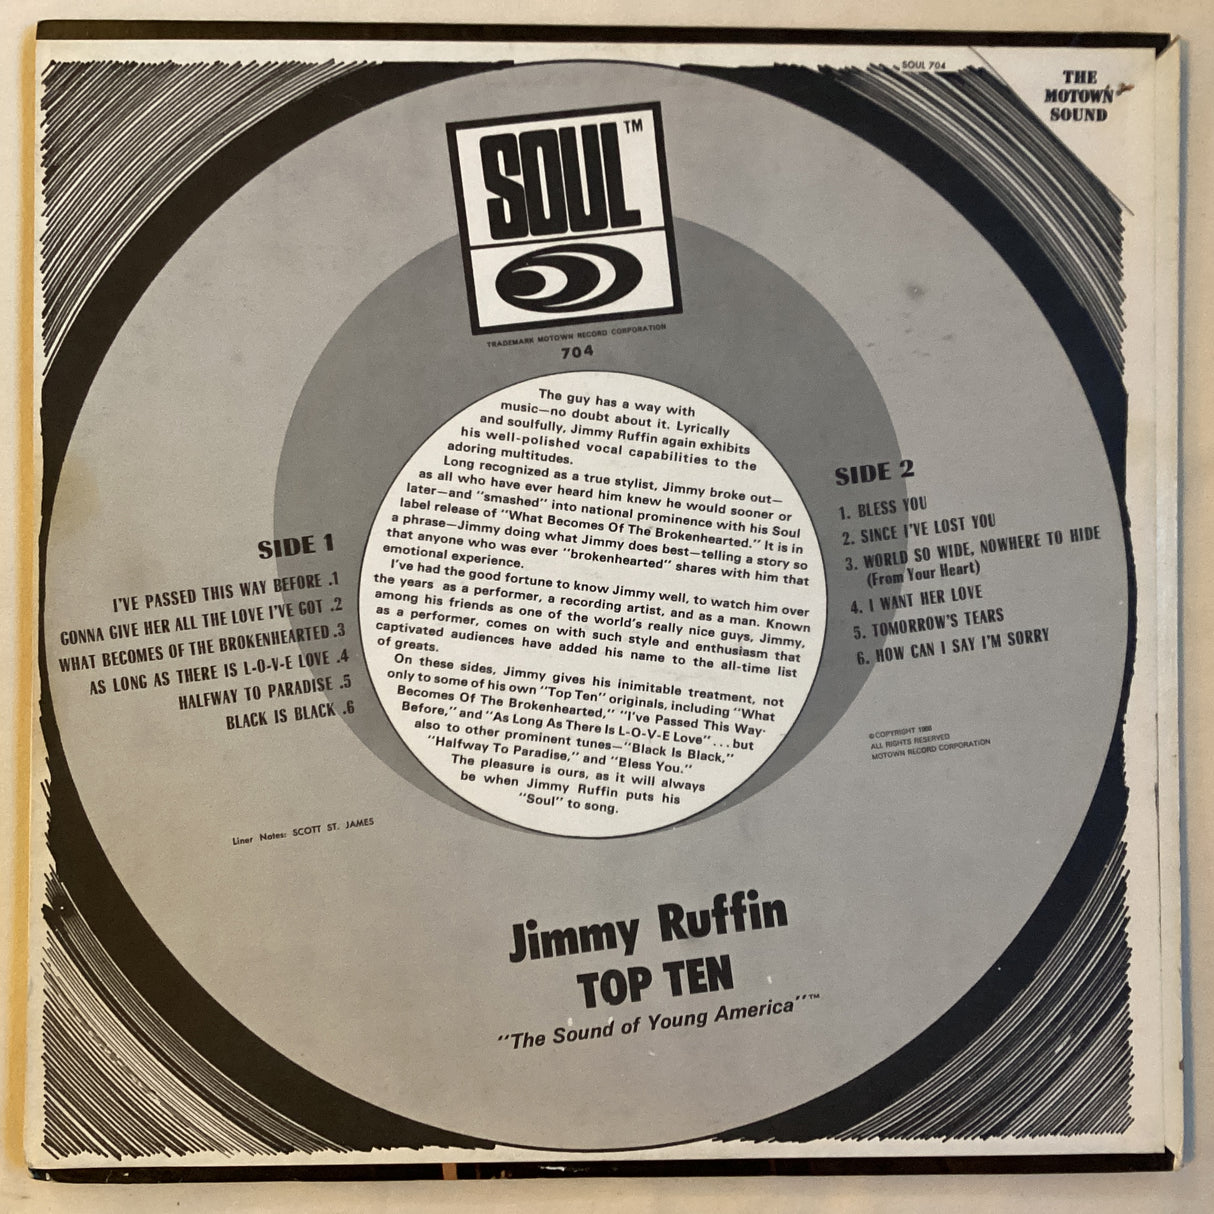 SOUL 704
THE
MOTOWN
SOUND
SOUL™
TRADEMARK MOTOWN RECORD CORPORATION
704
The guy has a way with
music—no doubt about it. Lyrically
and soulfully, Jimmy Ruffin again exhibits
his well-polished vocal capabilities to the
adoring multitudes.
Long recognized as a true stylist, Jimmy broke out—
as all who have ever heard him knew he would sooner or
later—and "smashed" into national prominence with his Soul
label release of "What Becomes Of The Brokenhearted." It is in
a phrase—Jimmy doing what Jimmy does best—telling a story so
that anyone who was ever "brokenhearted" shares with him that
emotional experience.
I've had the good fortune to know Jimmy well, to watch him over
the years as a performer, a recording artist, and as a man. Known
among his friends as one of the world's really nice guys, Jimmy,
as a performer, comes on with such style and enthusiasm that
captivated audiences have added his name to the all-time list
of greats.
On these sides, Jimmy gives his inimitable treatment, not
only to some of his own "Top Ten" originals, including "What
Becomes Of The Brokenhearted," "I've Passed This Way
Before," and "As Long As There Is L-O-V-E Love" ... but
also to other prominent tunes—"Black Is Black,"
"Halfway To Paradise," and "Bless You."
The pleasure is ours, as it will always
be when Jimmy Ruffin puts his
"Soul" to song.
SIDE 1
I'VE PASSED THIS WAY BEFORE .1
GONNA GIVE HER ALL THE LOVE I'VE GOT .2
WHAT BECOMES OF THE BROKENHEARTED .3
AS LONG AS THERE IS L-O-V-E LOVE .4
HALFWAY TO PARADISE .5
BLACK IS BLACK .6
SIDE 2
1. BLESS YOU
2. SINCE I'VE LOST YOU
3. WORLD SO WIDE, NOWHERE TO HIDE
(From Your Heart)
4. I WANT HER LOVE
5. TOMORROW'S TEARS
6. HOW CAN I SAY I'M SORRY
© COPYRIGHT
ALL RIGHTS RESERVED
MOTOWN RECORD CORPORATION
Liner Notes: SCOTT ST. JAMES
Jimmy Ruffin
TOP TEN
"The Sound of Young America"™